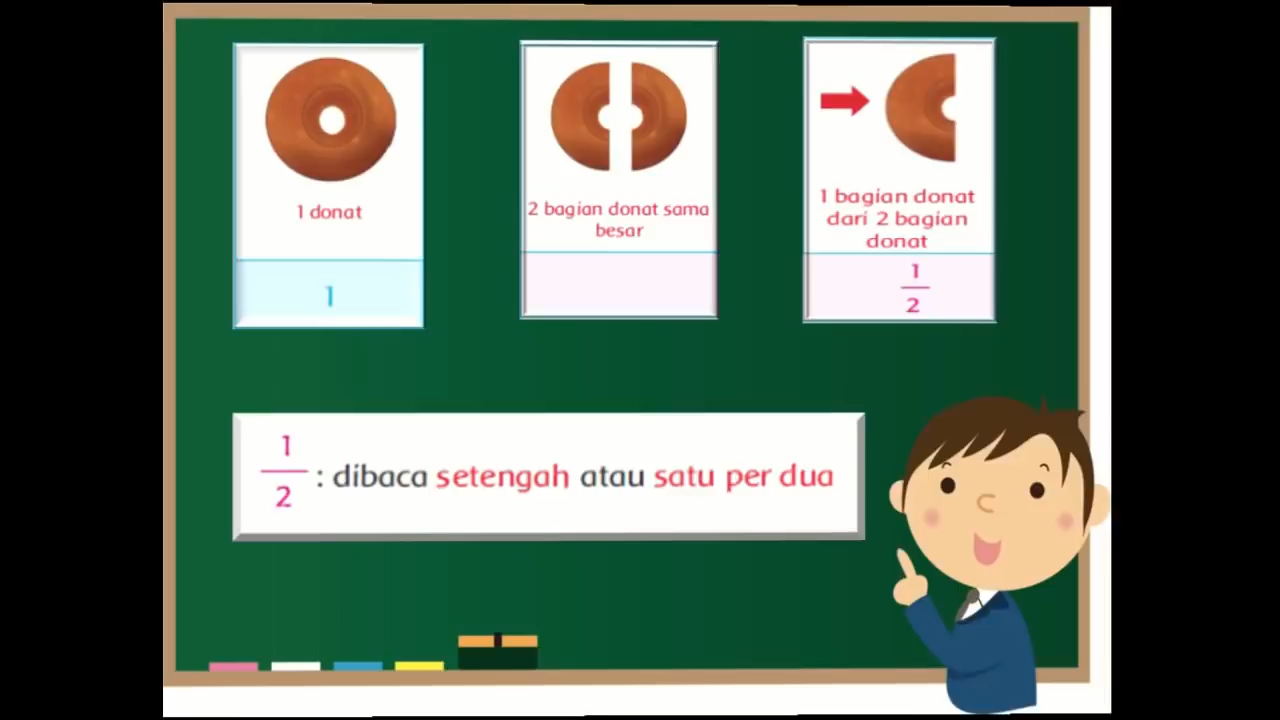 1 donat
1
2 bagian donat sama
besar
1 bagian donat
dari 2 bagian
donat
1
2
1
2
: dibaca setengah atau satu per dua